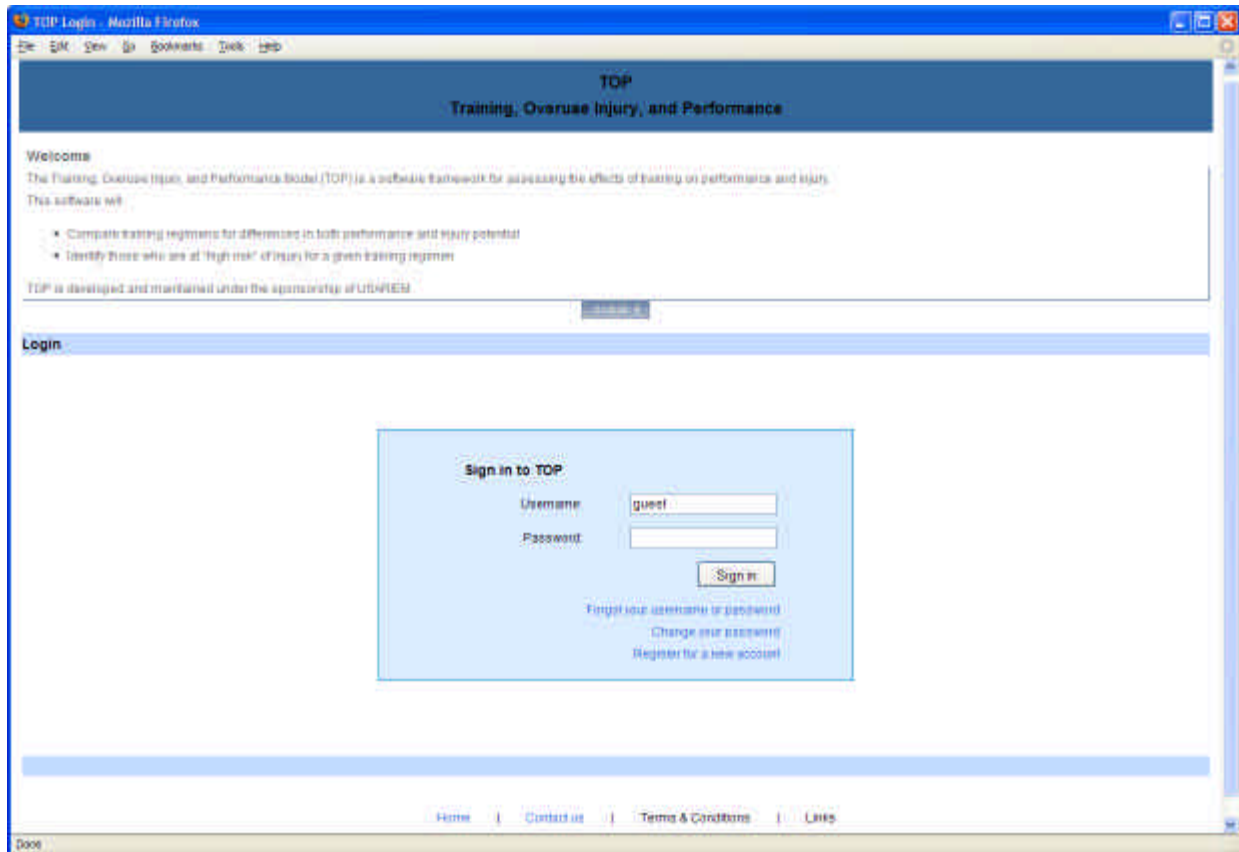 TOP Login - Mozilla Firefox
File Edit View Go Bookmarks Tools Help
TOP
Training, Overuse Injury, and Performance
Welcome
The Training, Overuse Injury, and Performance Model (TOP) is a software framework for assessing the effects of training on performance and injury.
This software will:
• Compare training regimens for differences in both performance and injury potential
• Identify those who are at "high risk" of injury for a given training regimen
TOP is developed and maintained under the sponsorship of USARIEM
Login
Sign in to TOP
Username guest
Password
Sign in
Forgot your username or password
Change your password
Register for a new account
Home | Contact us | Terms & Conditions | Links
Done